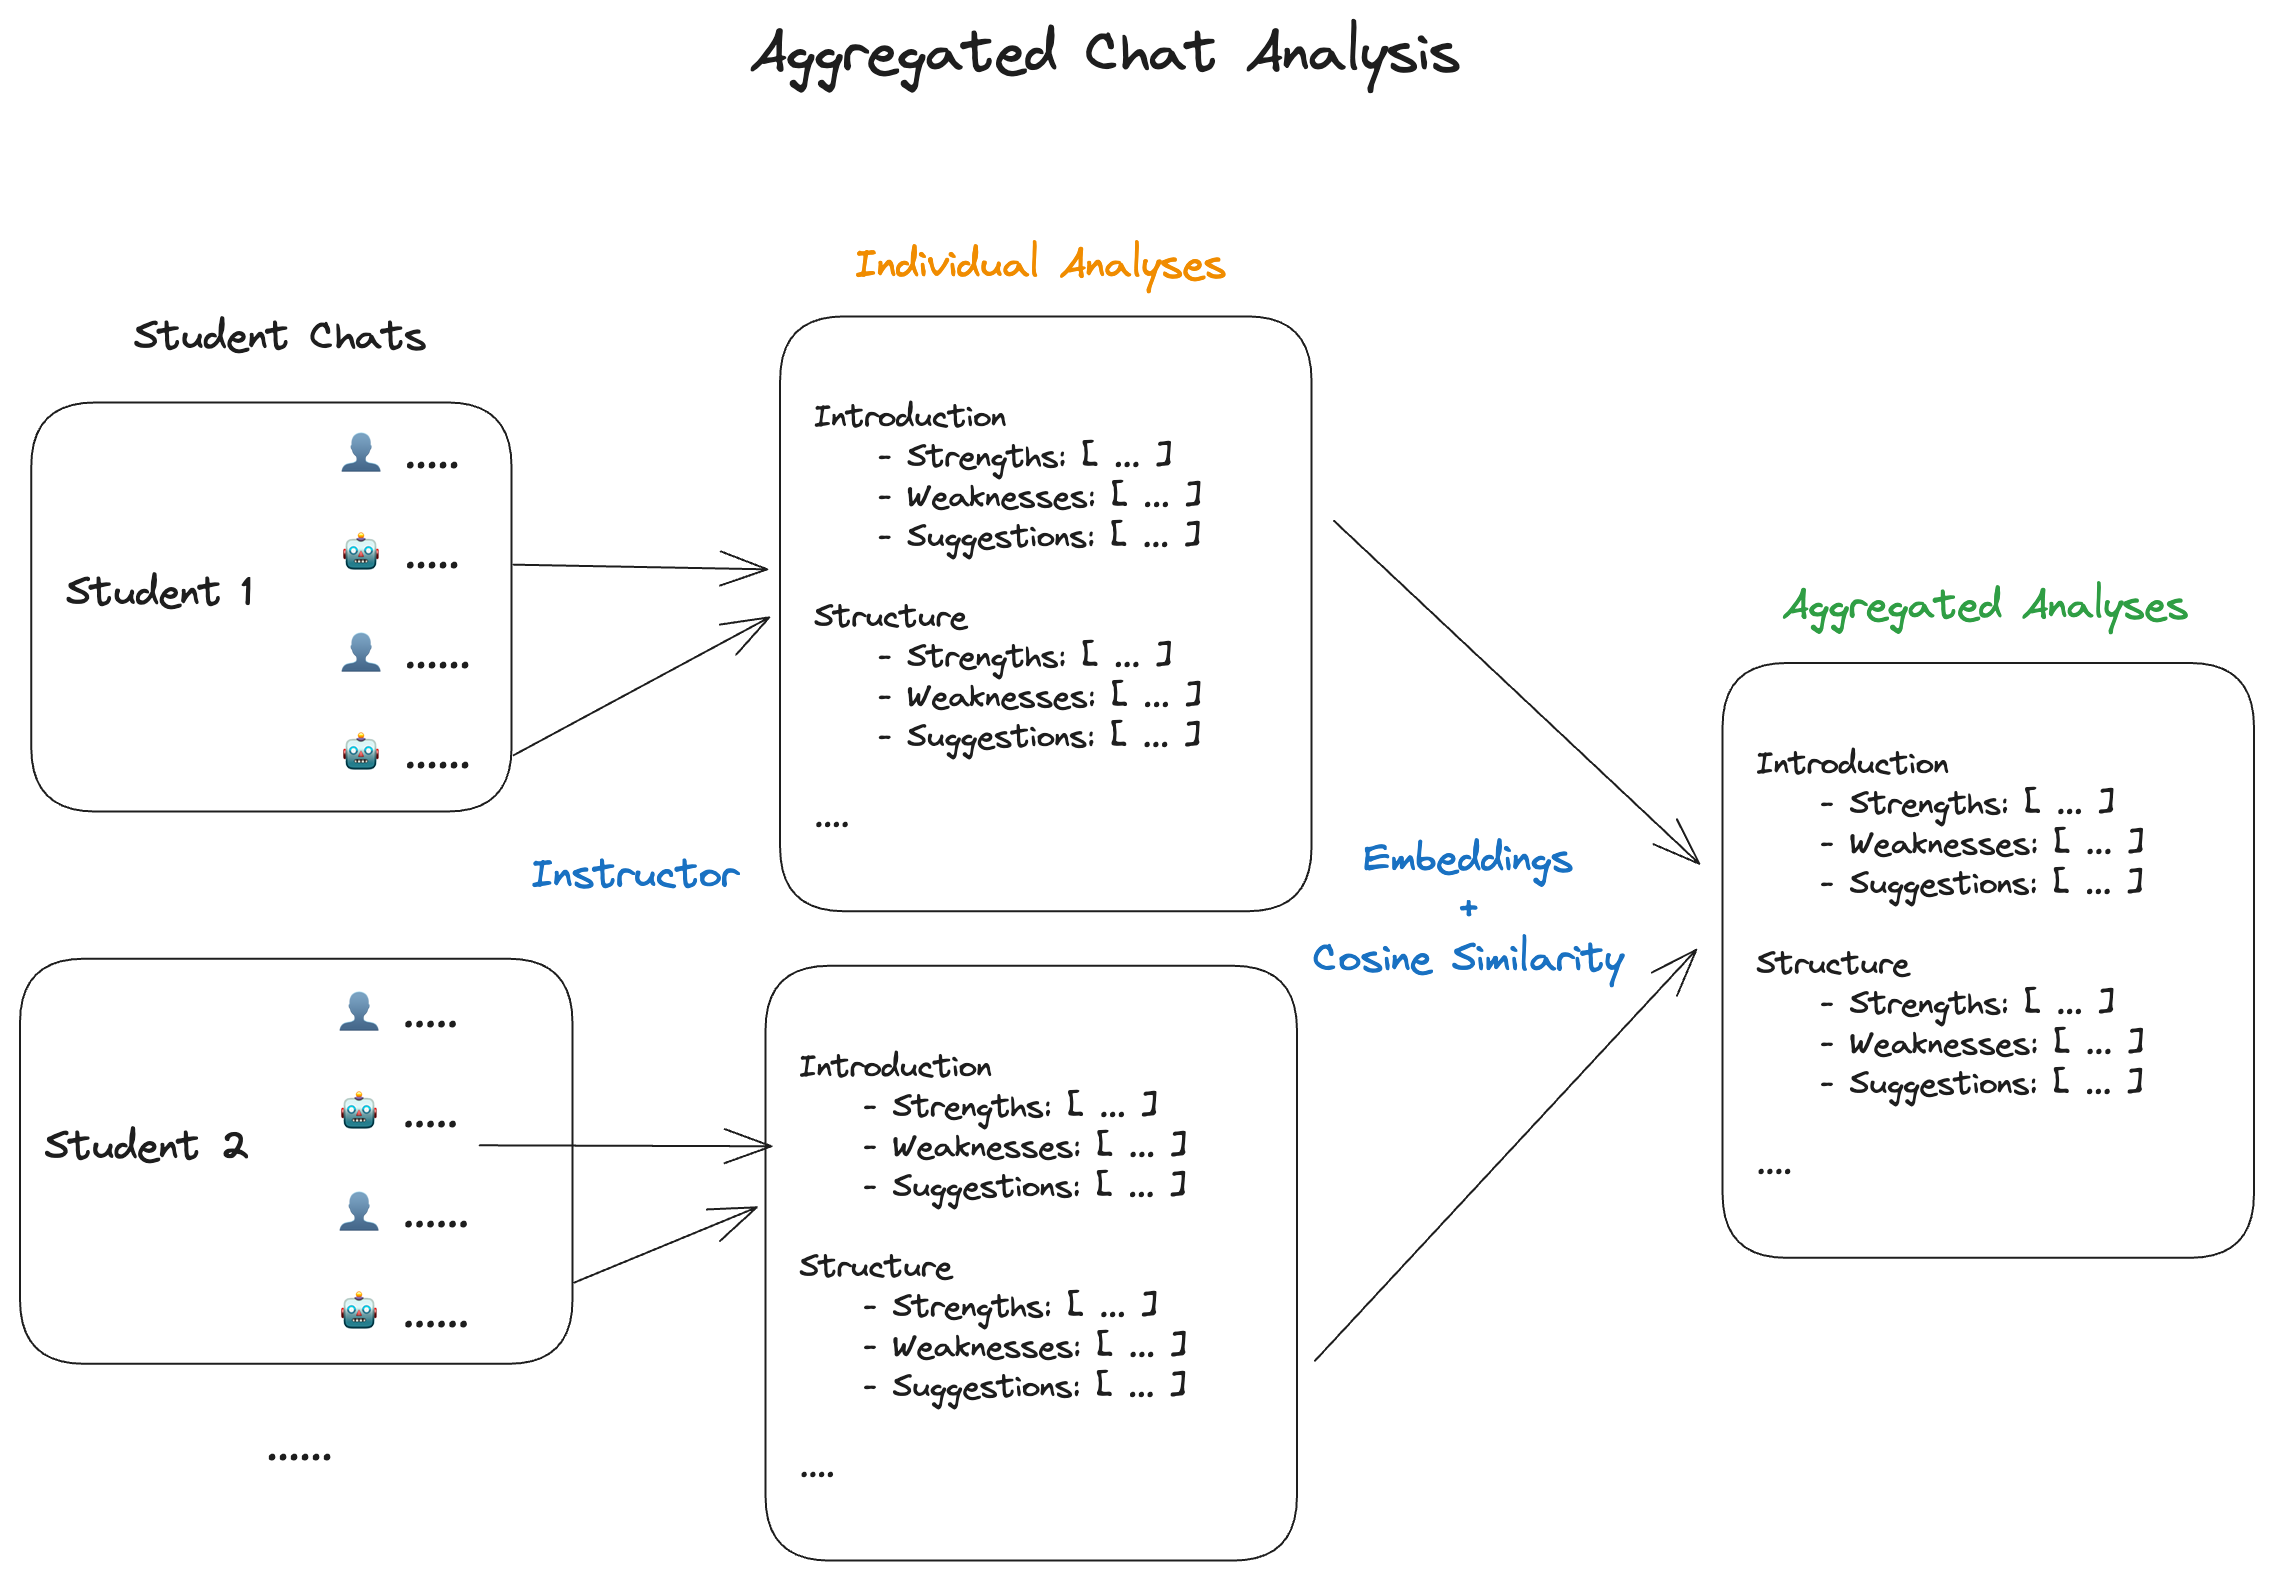 Aggregated Chat Analysis
Student Chats
Student 1
.....
.....
......
......
Student 2
.....
.....
......
......
......
Instructor
Individual Analyses
Introduction
- Strengths: [ ... ]
- Weaknesses: [ ... ]
- Suggestions: [ ... ]
Structure
- Strengths: [ ... ]
- Weaknesses: [ ... ]
- Suggestions: [ ... ]
....
Introduction
- Strengths: [ ... ]
- Weaknesses: [ ... ]
- Suggestions: [ ... ]
Structure
- Strengths: [ ... ]
- Weaknesses: [ ... ]
- Suggestions: [ ... ]
....
Embeddings
+
Cosine Similarity
Aggregated Analyses
Introduction
- Strengths: [ ... ]
- Weaknesses: [ ... ]
- Suggestions: [ ... ]
Structure
- Strengths: [ ... ]
- Weaknesses: [ ... ]
- Suggestions: [ ... ]
....